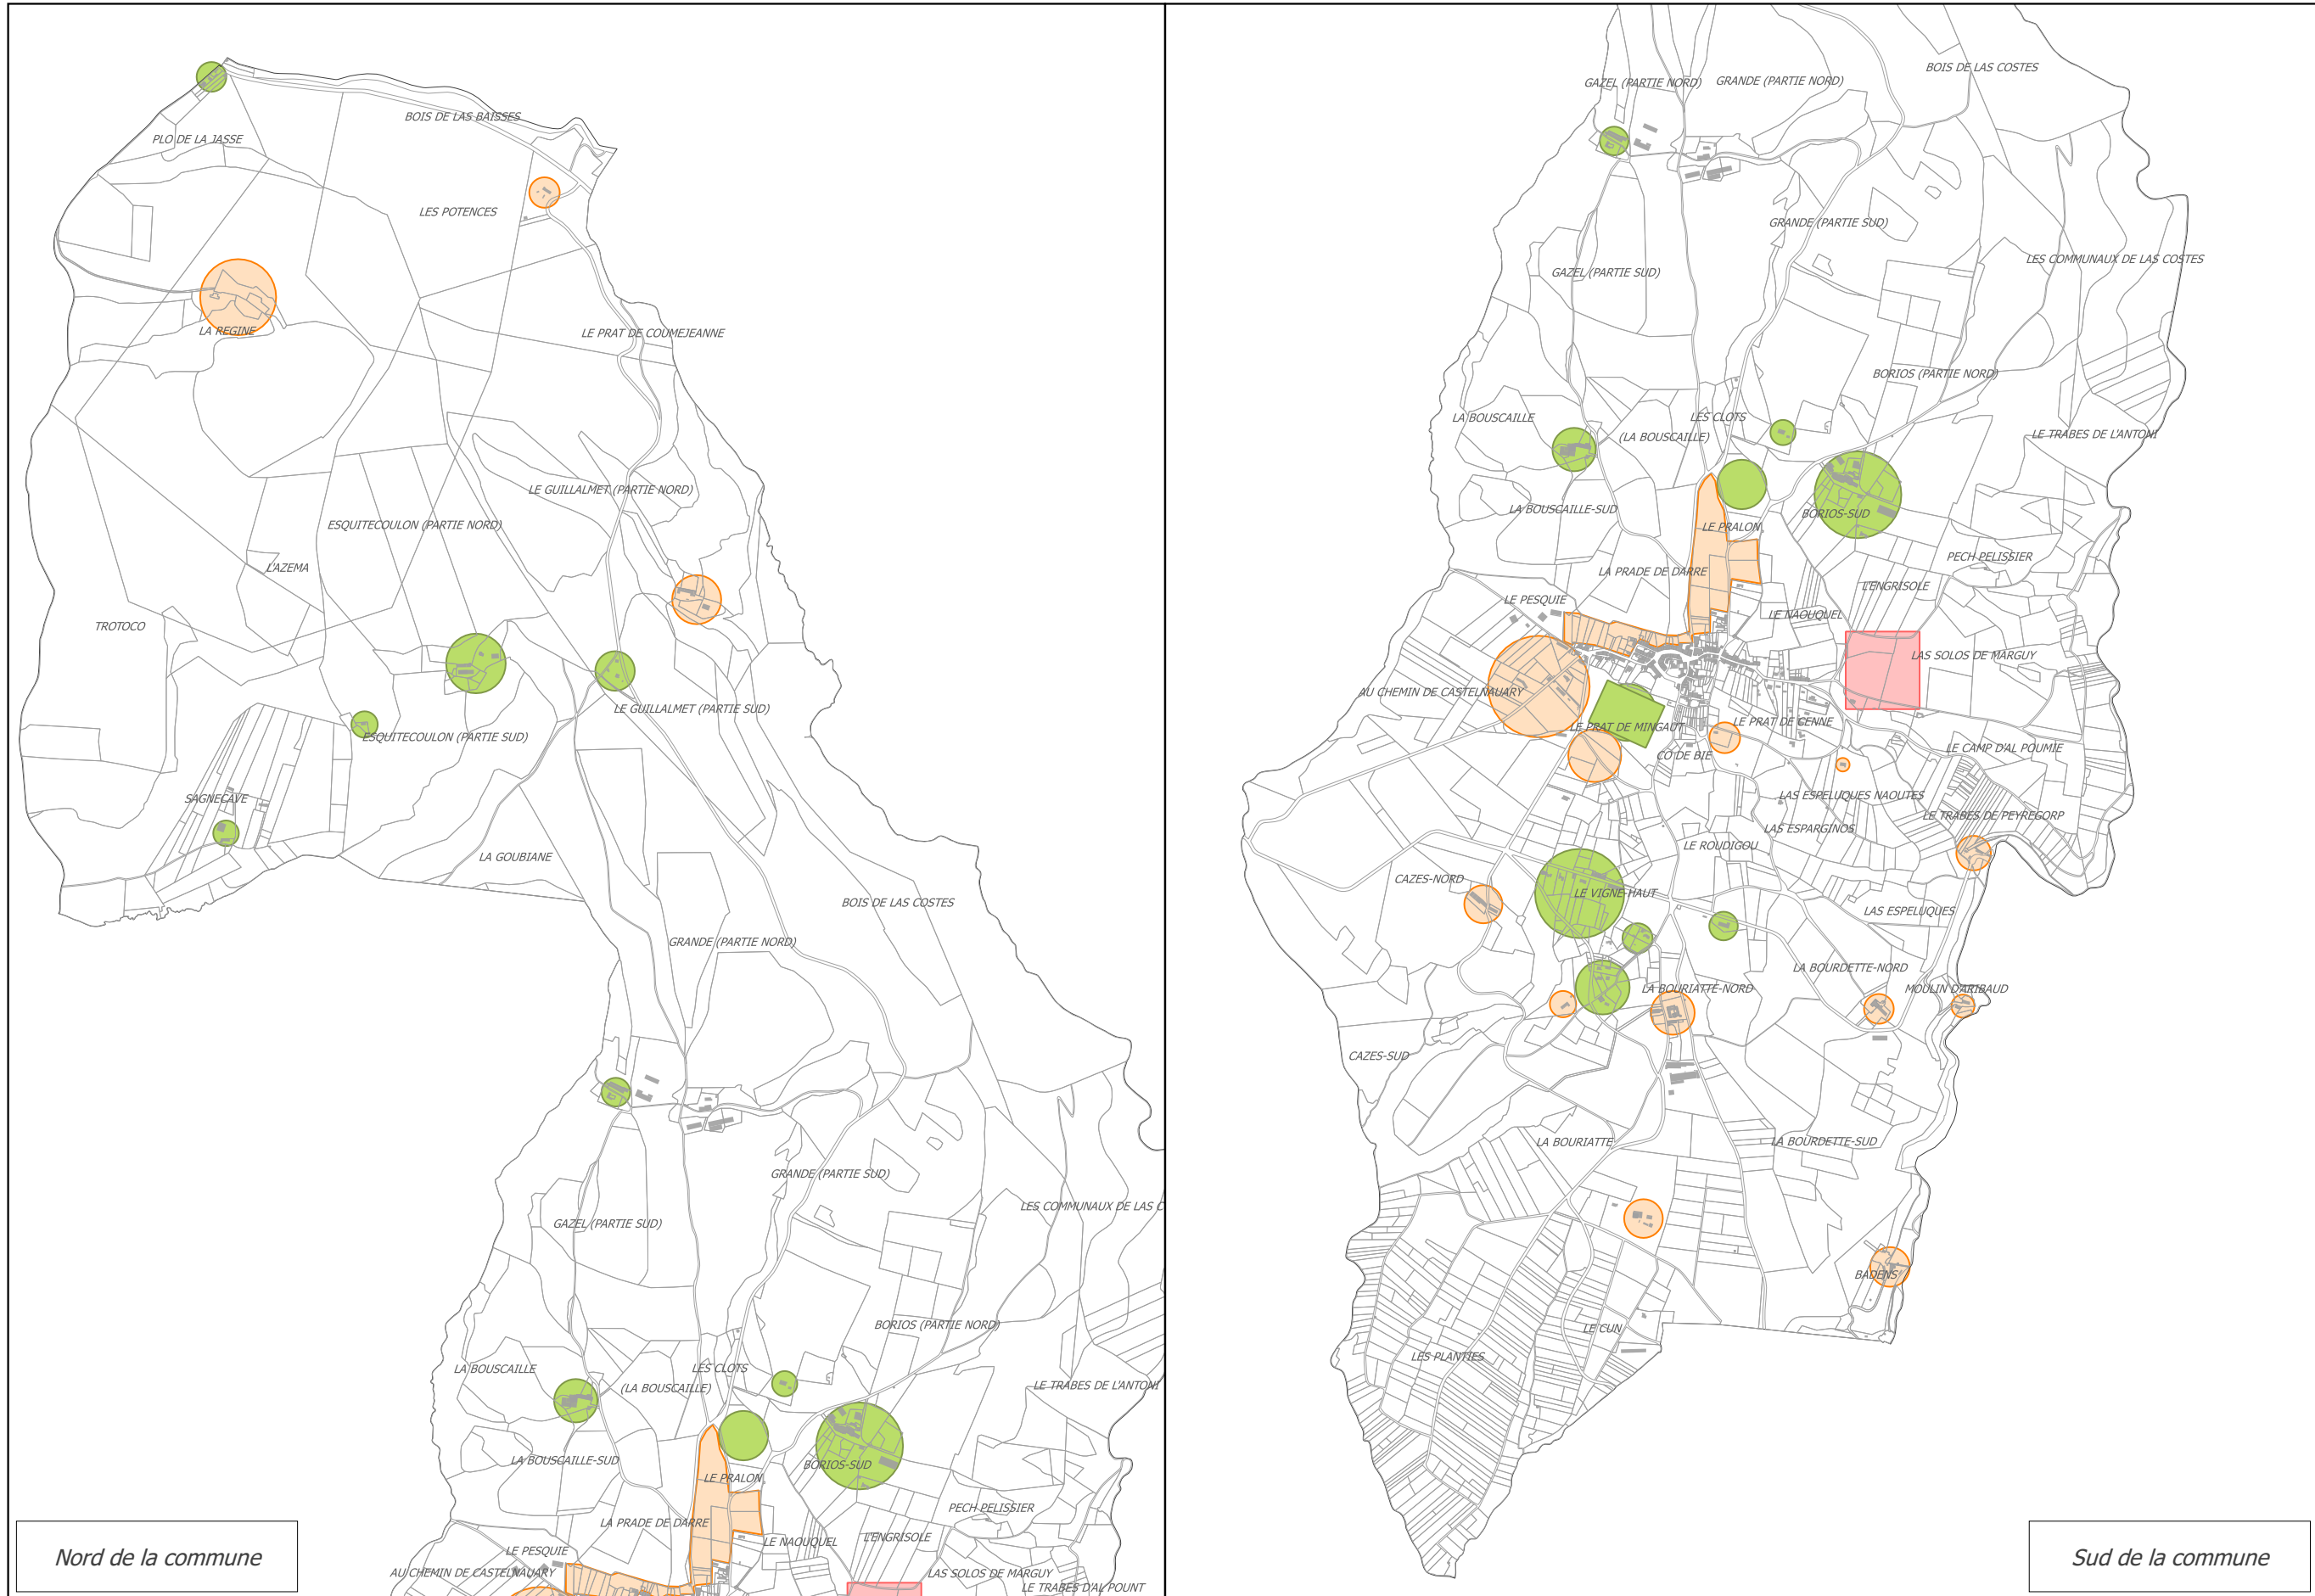 PLO DE LA JASSE
BOIS DE LAS BAISSES
LES POTENCES
LA REGINE
LE PRAT DE COUMEJEANNE
LE GUILLALMET (PARTIE NORD)
ESQUITECOULON (PARTIE NORD)
L'AZEMA
TROTOCO
LE GUILLALMET (PARTIE SUD)
ESQUITECOULON (PARTIE SUD)
SAGNECAVE
LA GOUBIANE
BOIS DE LAS COSTES
GRANDE (PARTIE NORD)
GRANDE (PARTIE SUD)
LES COMMUNAUX DE LAS C
GAZEL (PARTIE SUD)
BORIOS (PARTIE NORD)
LA BOUSCAILLE
LES CLOTS
(LA BOUSCAILLE)
LE TRABES DE L'ANTONI
LA BOUSCAILLE-SUD
BORIOS-SUD
LE PRALON
PECH PELISSIER
LA PRADE DE DARRE
LE NAOUQUEL
L'ENGRISOLE
LE PESQUIE
AU CHEMIN DE CASTELNAUARY
LAS SOLOS DE MARGUY
LE TRABES D'AL POUNT
Nord de la commune
GAZEL (PARTIE NORD)
GRANDE (PARTIE NORD)
BOIS DE LAS COSTES
GRANDE (PARTIE SUD)
LES COMMUNAUX DE LAS COSTES
GAZEL (PARTIE SUD)
BORIOS (PARTIE NORD)
LA BOUSCAILLE
LES CLOTS
(LA BOUSCAILLE)
LE TRABES DE L'ANTONI
LA BOUSCAILLE-SUD
BORIOS-SUD
LE PRALON
PECH PELISSIER
LA PRADE DE DARRE
L'ENGRISOLE
LE PESQUIE
LE NAOUQUEL
LAS SOLOS DE MARGUY
AU CHEMIN DE CASTELNAUARY
LE PRAT DE MINGAUT
LE PRAT DE CENNE
CO DE BIE
LE CAMP D'AL POUMIE
LAS ESPELUQUES NAOUTES
LE TRABES DE PEYREGORP
LAS ESPARGINOS
LE ROUDIGOU
CAZES-NORD
LE VIGNE-HAUT
LAS ESPELUQUES
LA BOURDETTE-NORD
LA BOURIATTE-NORD
MOULIN D'ARIBAUD
CAZES-SUD
LA BOURIATTE
LA BOURDETTE-SUD
BADENS
LE CUN
LES PLANTIES
Sud de la commune